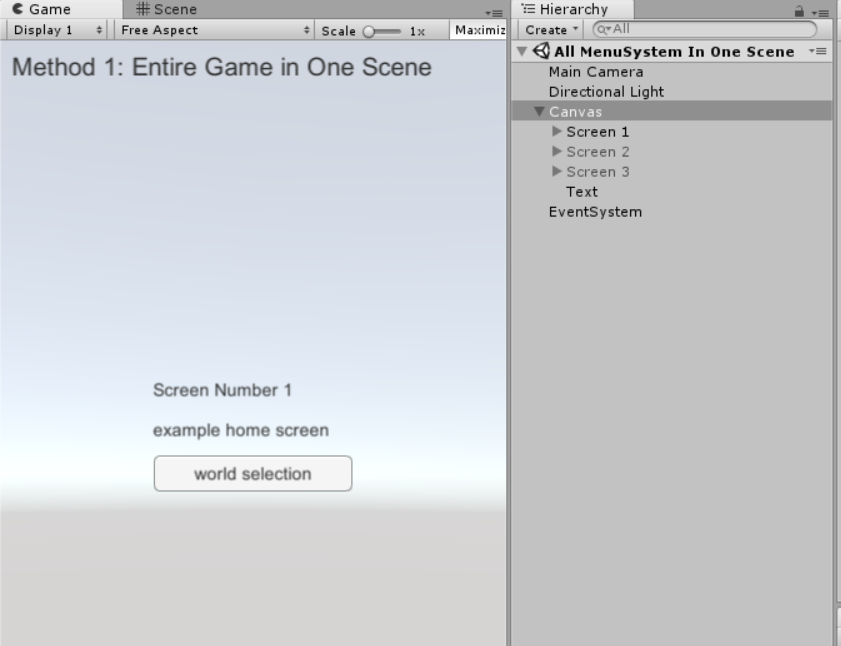 Game
Scene
Display 1
Free Aspect
Scale
1x
Maximiz
Method 1: Entire Game in One Scene
Screen Number 1
example home screen
world selection
Hierarchy
Create
All
All MenuSystem In One Scene
Main Camera
Directional Light
Canvas
Screen 1
Screen 2
Screen 3
Text
EventSystem